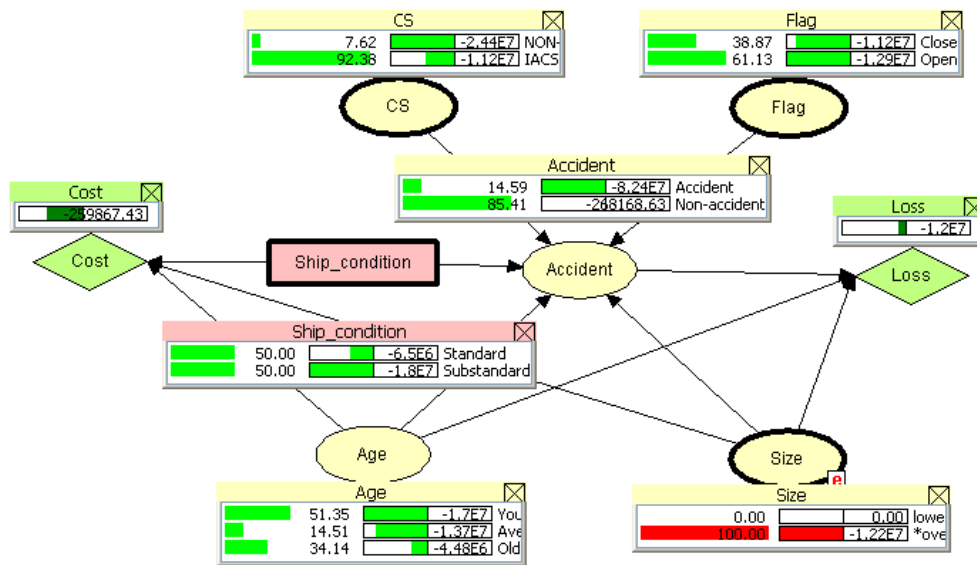 CS
7.62 -2.44E7 NON-
92.38 -1.12E7 IACS
Flag
38.87 -1.12E7 Close
61.13 -1.29E7 Open
CS
Flag
Accident
14.59 -8.24E7 Accident
85.41 -268168.63 Non-accident
Cost
-259867.43
Loss
-1.2E7
Cost
Ship_condition
Accident
Loss
Ship_condition
50.00 -6.5E6 Standard
50.00 -1.8E7 Substandard
Age
Size
e
Age
51.35 -1.7E7 You
14.51 -1.37E7 Ave
34.14 -4.48E6 Old
Size
0.00 0.00 lowe
100.00 -1.22E7 *ove